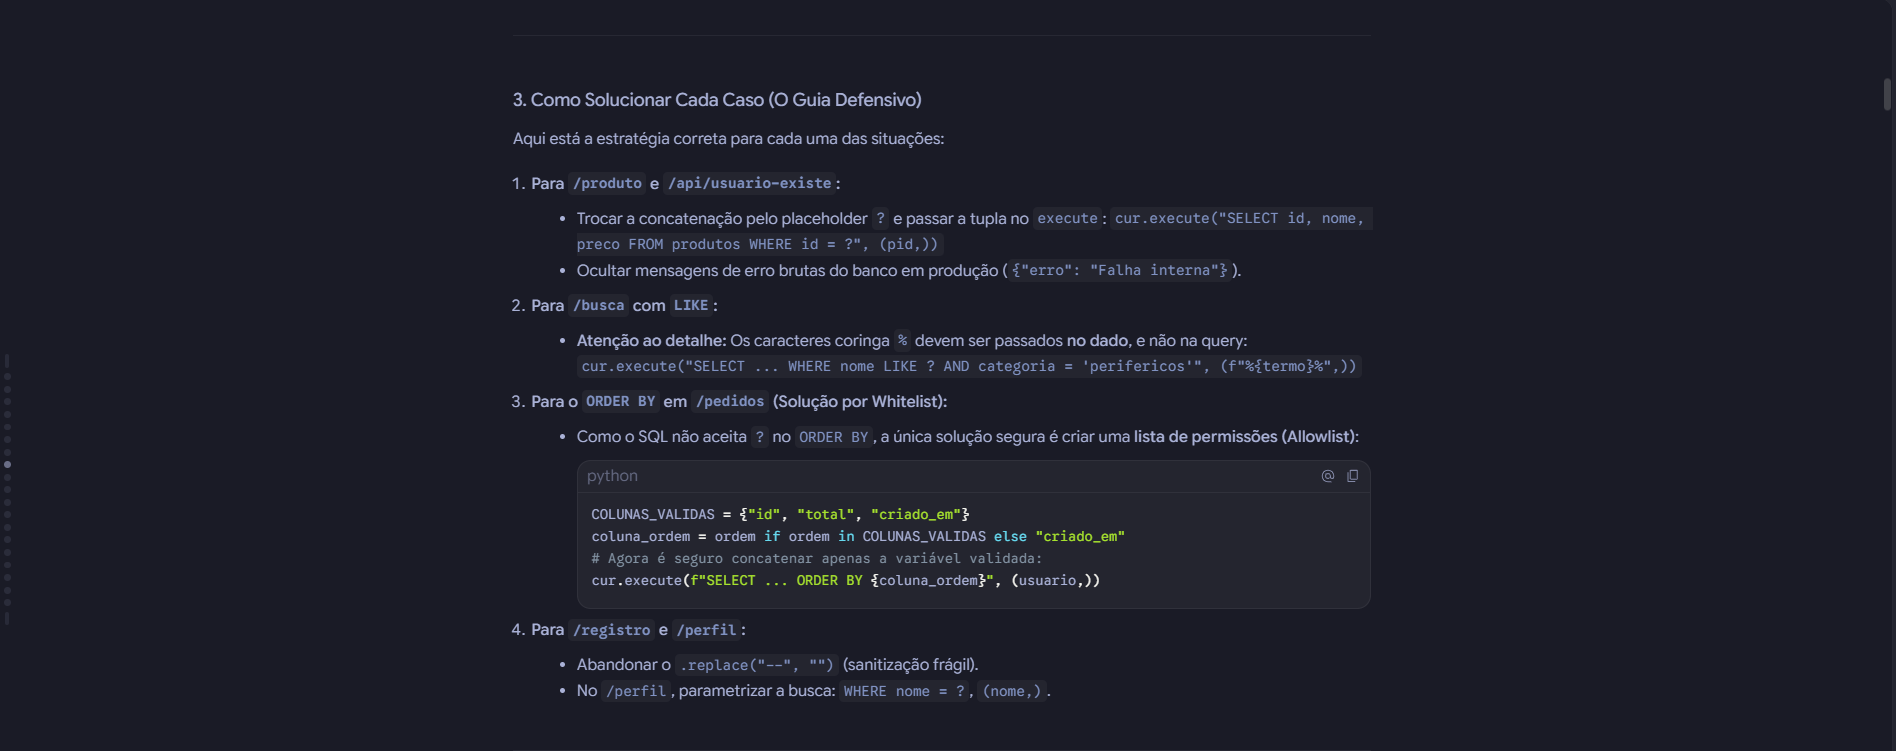 3. Como Solucionar Cada Caso (O Guia Defensivo)
Aqui está a estratégia correta para cada uma das situações:
1. Para /produto e /api/usuario-existe:
• Trocar a concatenação pelo placeholder ? e passar a tupla no execute: cur.execute("SELECT id, nome,
preco FROM produtos WHERE id = ?", (pid,))
• Ocultar mensagens de erro brutas do banco em produção ({"erro": "Falha interna"}).
2. Para /busca com LIKE:
• Atenção ao detalhe: Os caracteres coringa % devem ser passados no dado, e não na query:
cur.execute("SELECT ... WHERE nome LIKE ? AND categoria = 'perifericos'", (f"%{termo}%",))
3. Para o ORDER BY em /pedidos (Solução por Whitelist):
• Como o SQL não aceita ? no ORDER BY, a única solução segura é criar uma lista de permissões (Allowlist):
python
COLUNAS_VALIDAS = {"id", "total", "criado_em"}
coluna_ordem = ordem if ordem in COLUNAS_VALIDAS else "criado_em"
# Agora é seguro concatenar apenas a variável validada:
cur.execute(f"SELECT ... ORDER BY {coluna_ordem}", (usuario,))
4. Para /registro e /perfil:
• Abandonar o .replace("--", "") (sanitização frágil).
• No /perfil, parametrizar a busca: WHERE nome = ?, (nome,).